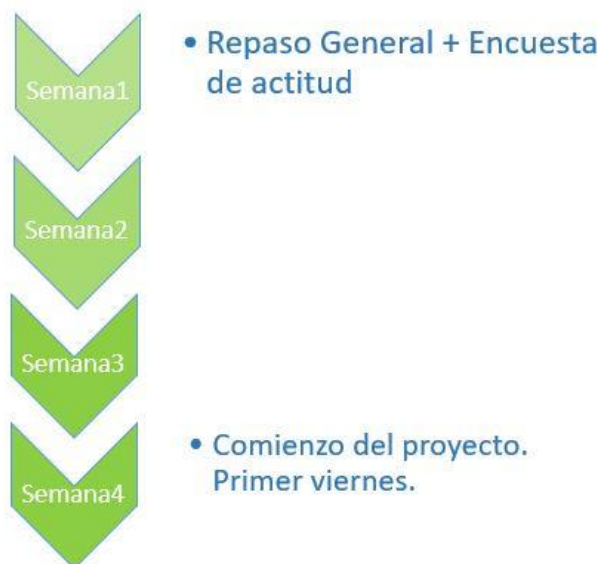 Semana1
• Repaso General + Encuesta
de actitud
Semana2
Semana3
Semana4
• Comienzo del proyecto.
Primer viernes.